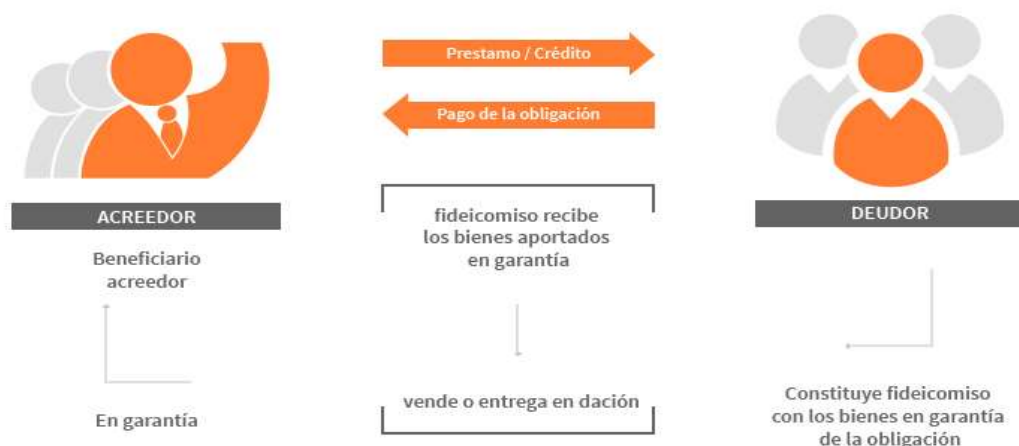 Prestamo / Crédito
Pago de la obligación
ACREEDOR
Beneficiario
acreedor
En garantía
fideicomiso recibe
los bienes aportados
en garantía
vende o entrega en dación
DEUDOR
Constituye fideicomiso
con los bienes en garantía
de la obligación